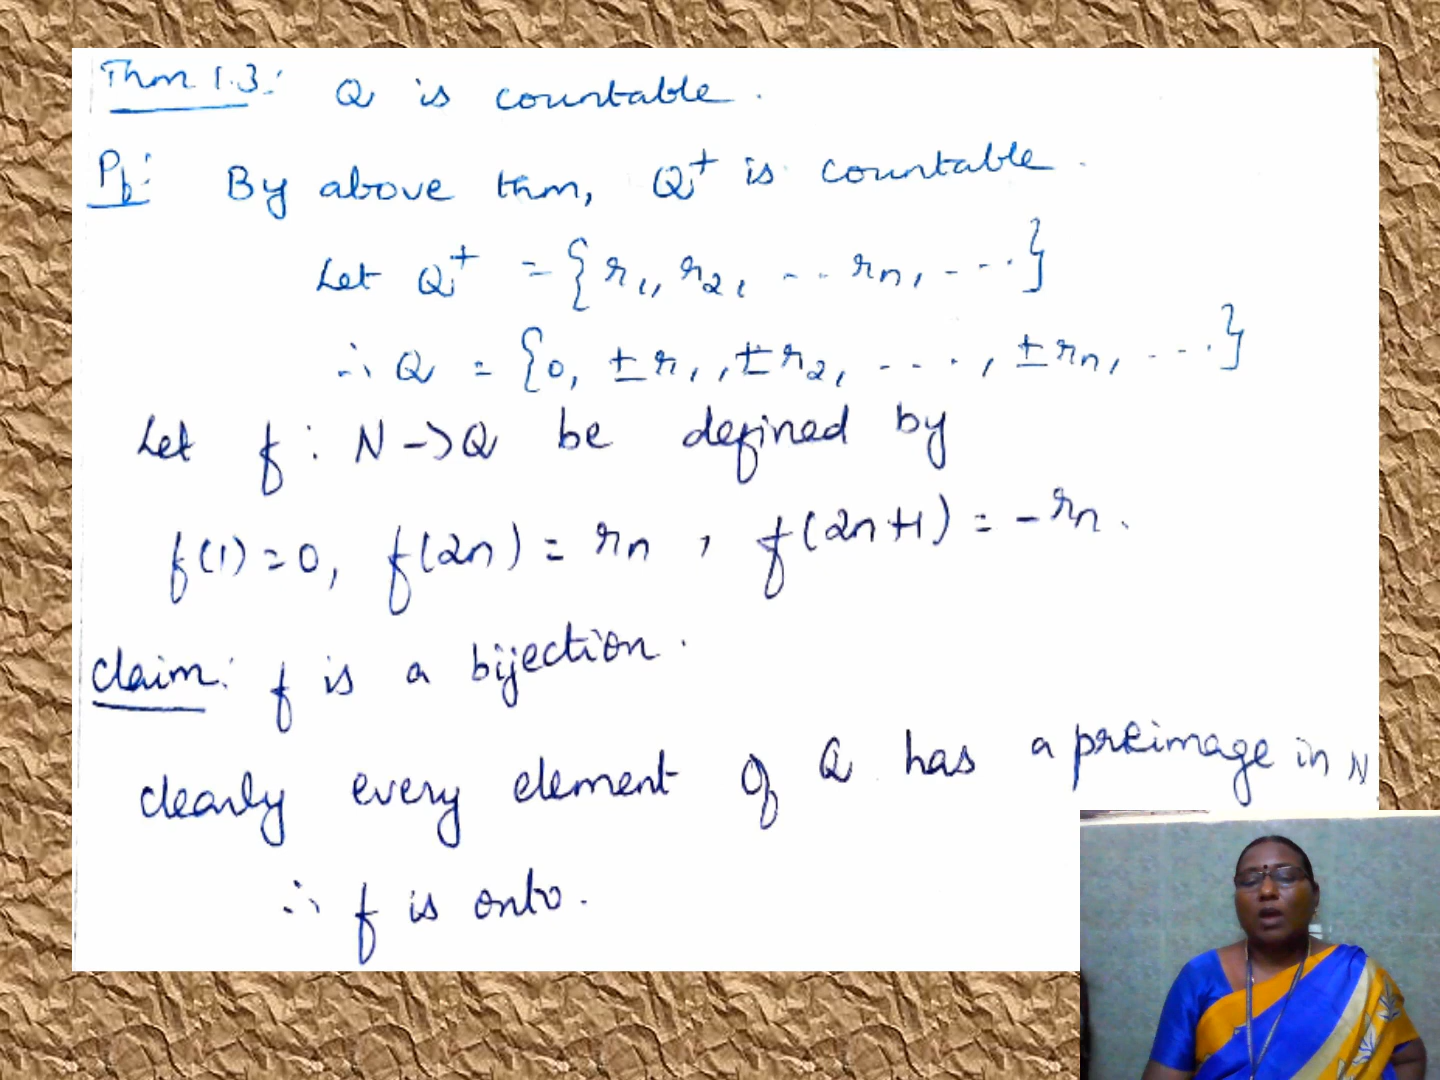 Thm 1.3: Q is countable.
Pf: By above thm, Q⁺ is countable.
Let Q⁺ = {r₁, r₂, ... rₙ, ....}
∴ Q = {0, ±r₁, ±r₂, ...., ±rₙ, ....}
Let f : N → Q be defined by
f(1) = 0, f(2n) = rₙ, f(2n+1) = -rₙ.
Claim: f is a bijection.
clearly every element of Q has a preimage in N
∴ f is onto.